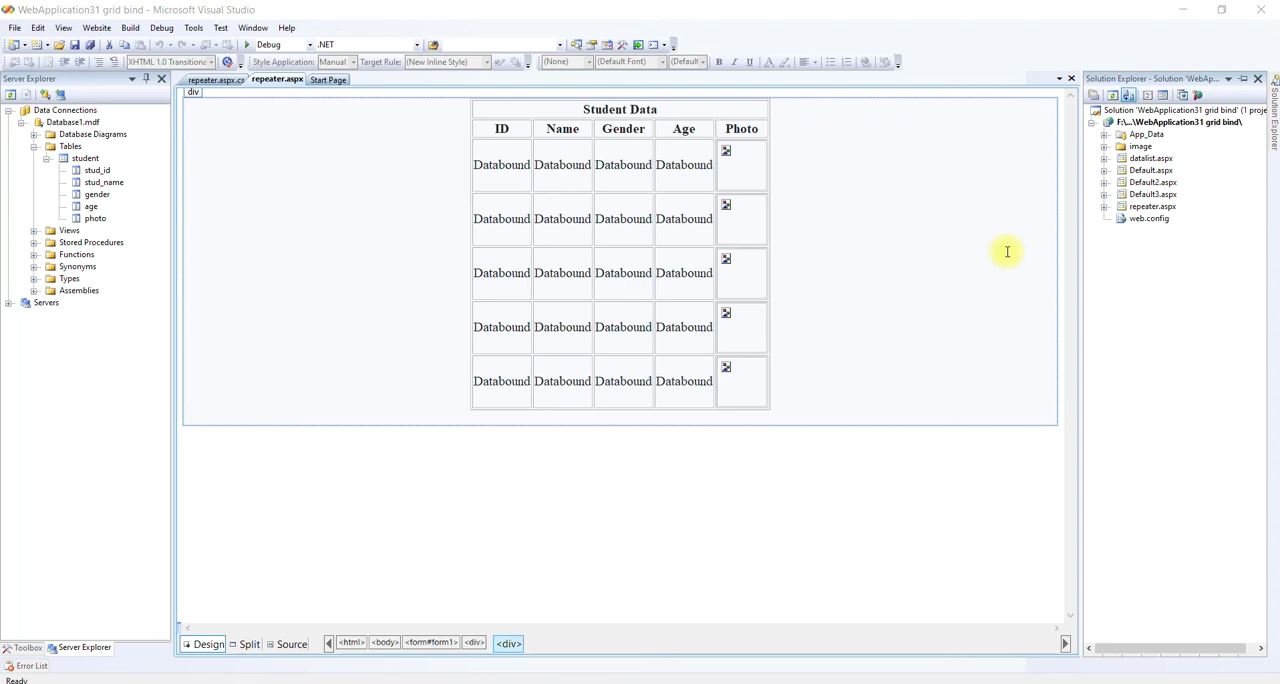 WebApplication31 grid bind - Microsoft Visual Studio
File Edit View Website Build Debug Tools Test Window Help
Debug .NET
XHTML 1.0 Transitiona Style Application: Manual Target Rule: (New Inline Style) (None) (Default Font) (Default B I U A
Server Explorer
repeater.aspx.cs repeater.aspx Start Page
Solution Explorer - Solution 'WebAp...
div
Data Connections
Database1.mdf
Database Diagrams
Tables
student
stud_id
stud_name
gender
age
photo
Views
Stored Procedures
Functions
Synonyms
Types
Assemblies
Servers
Student Data
ID Name Gender Age Photo
Databound Databound Databound Databound
Databound Databound Databound Databound
Databound Databound Databound Databound
Databound Databound Databound Databound
Databound Databound Databound Databound
Solution 'WebApplication31 grid bind' (1 proje
F:\...\WebApplication31 grid bind\
App_Data
image
datalist.aspx
Default.aspx
Default2.aspx
Default3.aspx
repeater.aspx
web.config
Solution Explorer
Design Split Source <html> <body> <form#form1> <div> <div>
Toolbox Server Explorer
Error List
Ready